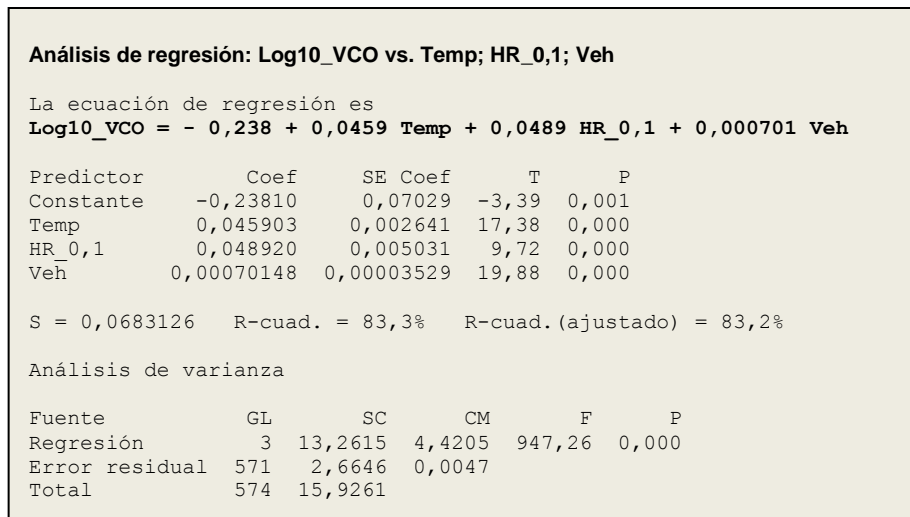 Análisis de regresión: Log10_VCO vs. Temp; HR_0,1; Veh
La ecuación de regresión es
Log10_VCO = - 0,238 + 0,0459 Temp + 0,0489 HR_0,1 + 0,000701 Veh
Predictor Coef SE Coef T P
Constante -0,23810 0,07029 -3,39 0,001
Temp 0,045903 0,002641 17,38 0,000
HR_0,1 0,048920 0,005031 9,72 0,000
Veh 0,00070148 0,00003529 19,88 0,000
S = 0,0683126 R-cuad. = 83,3% R-cuad.(ajustado) = 83,2%
Análisis de varianza
Fuente GL SC CM F P
Regresión 3 13,2615 4,4205 947,26 0,000
Error residual 571 2,6646 0,0047
Total 574 15,9261